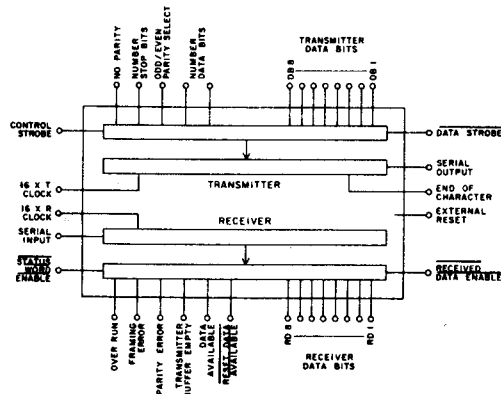 NO PARITY
NUMBER
STOP BITS
ODD/EVEN
PARITY SELECT
NUMBER
DATA BITS
TRANSMITTER
DATA BITS
DB 8
DB 1
CONTROL
STROBE
DATA STROBE
SERIAL
OUTPUT
16 X T
CLOCK
TRANSMITTER
END OF
CHARACTER
16 X R
CLOCK
RECEIVER
EXTERNAL
RESET
SERIAL
INPUT
STATUS
WORD
ENABLE
RECEIVED
DATA ENABLE
OVER RUN
FRAMING
ERROR
PARITY ERROR
TRANSMITTER
BUFFER EMPTY
DATA
AVAILABLE
RESET DATA
AVAILABLE
RD 8
RD 1
RECEIVER
DATA BITS